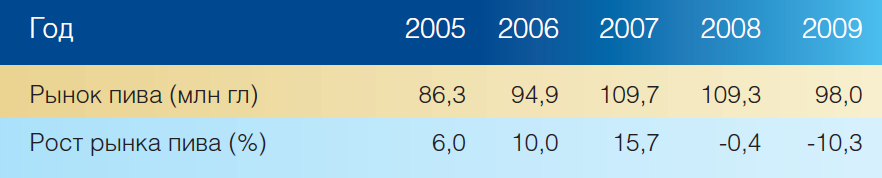 Год 2005 2006 2007 2008 2009
Рынок пива (млн гл) 86,3 94,9 109,7 109,3 98,0
Рост рынка пива (%) 6,0 10,0 15,7 -0,4 -10,3